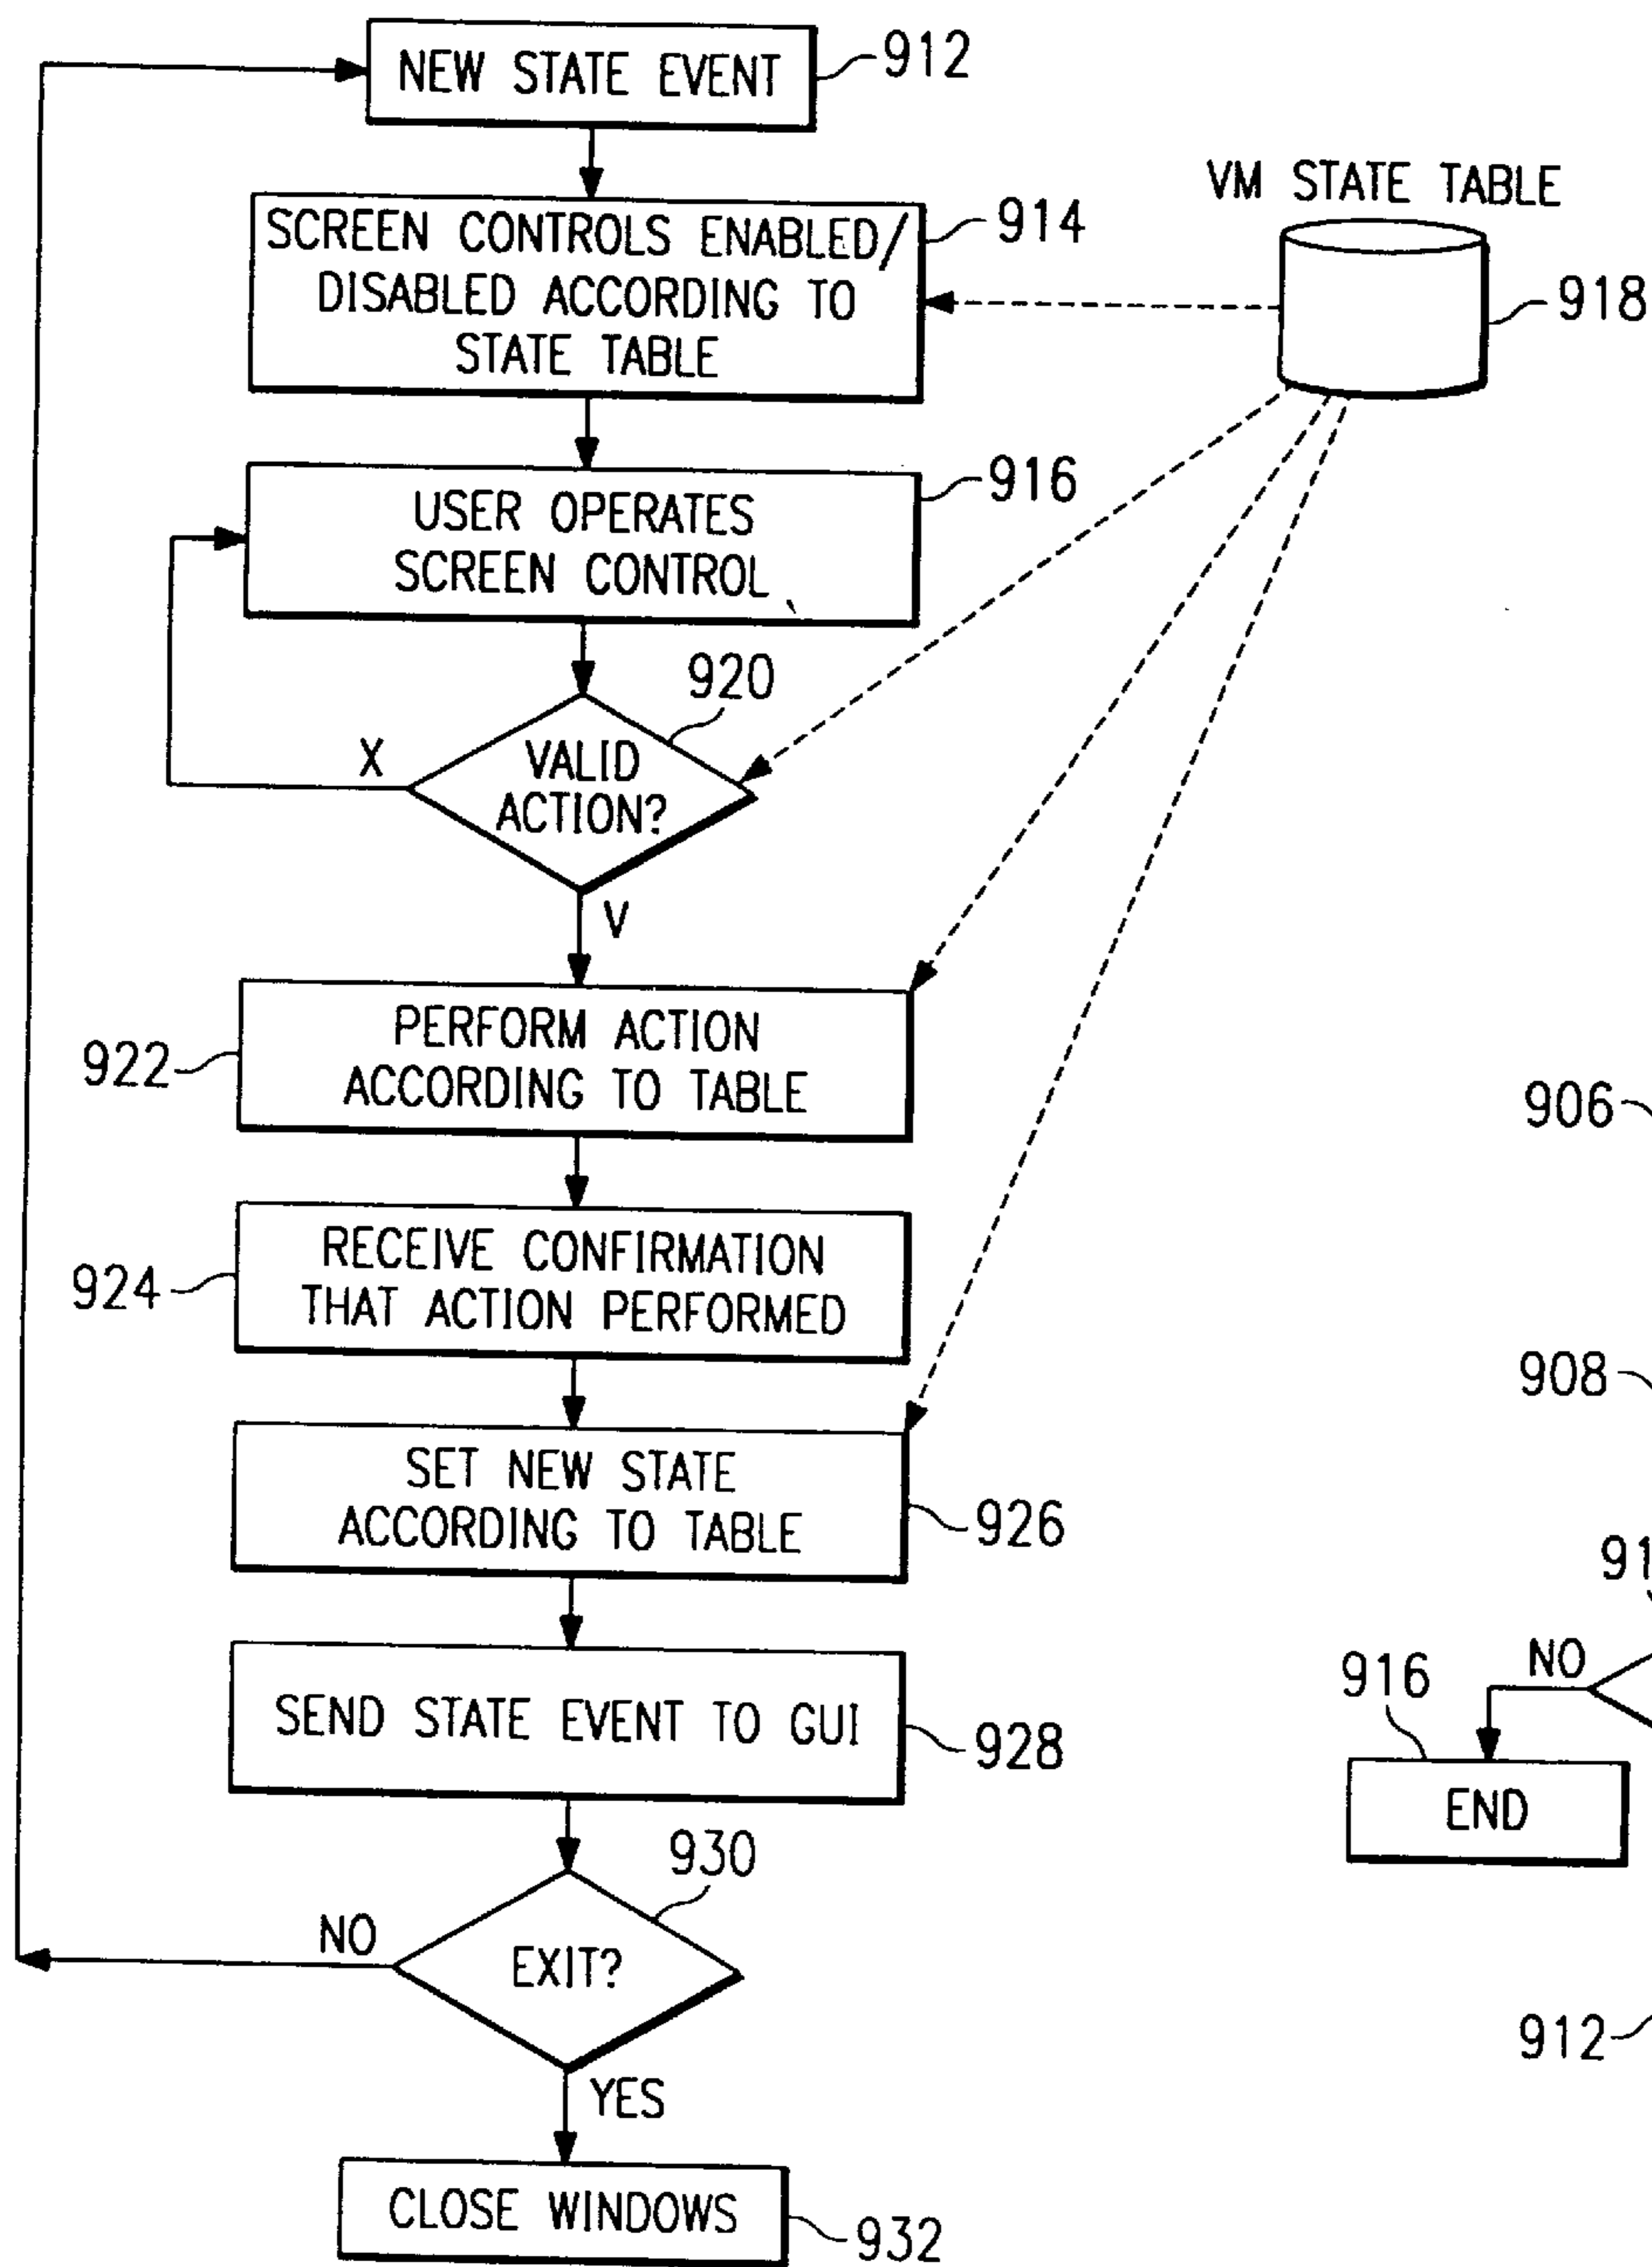 NEW STATE EVENT
912
VM STATE TABLE
SCREEN CONTROLS ENABLED/
DISABLED ACCORDING TO
STATE TABLE
914
918
USER OPERATES
SCREEN CONTROL
916
920
VALID
ACTION?
X
V
PERFORM ACTION
ACCORDING TO TABLE
922
906
RECEIVE CONFIRMATION
THAT ACTION PERFORMED
924
908
SET NEW STATE
ACCORDING TO TABLE
926
SEND STATE EVENT TO GUI
928
NO
916
END
930
EXIT?
NO
912
YES
CLOSE WINDOWS
932